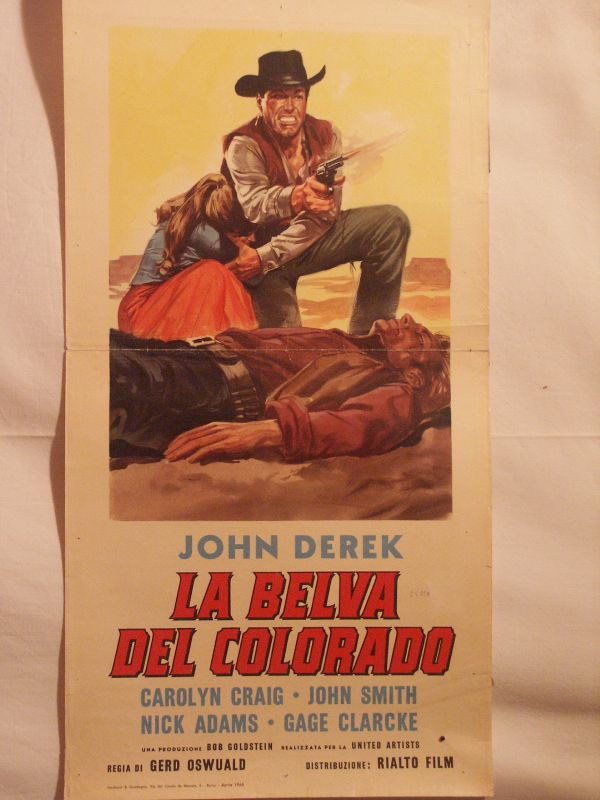 JOHN DEREK
LA BELVA
DEL COLORADO
CAROLYN CRAIG · JOHN SMITH
NICK ADAMS · GAGE CLARCKE
UNA PRODUZIONE BOB GOLDSTEIN REALIZZATA PER LA UNITED ARTISTS
REGIA DI GERD OSWUALD DISTRIBUZIONE: RIALTO FILM